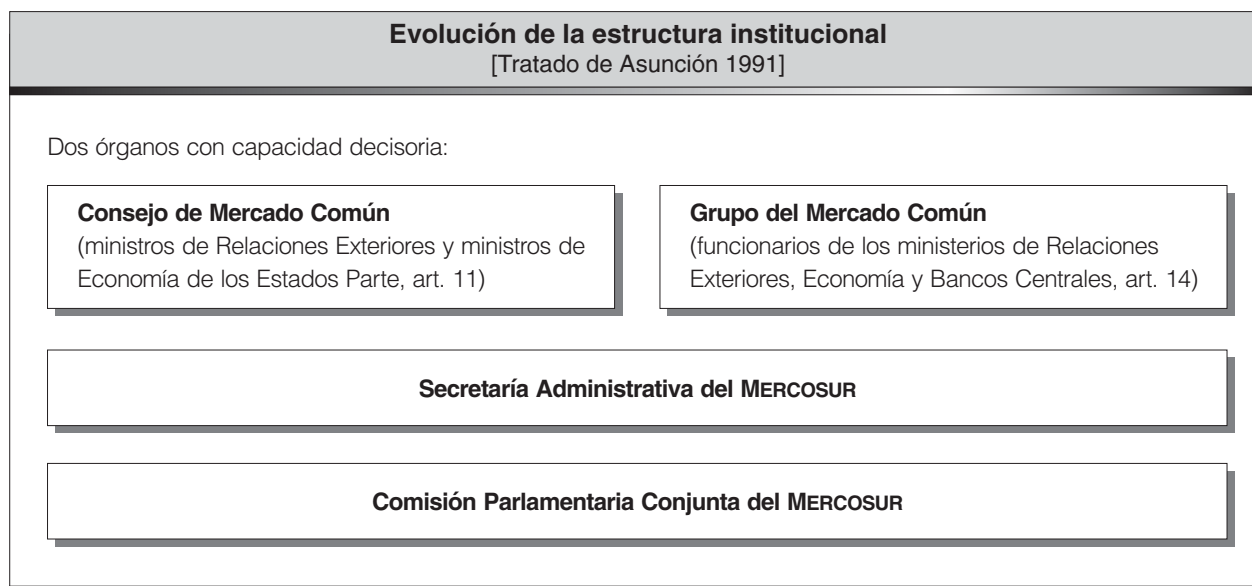 Evolución de la estructura institucional
[Tratado de Asunción 1991]
Dos órganos con capacidad decisoria:
Consejo de Mercado Común
(ministros de Relaciones Exteriores y ministros de
Economía de los Estados Parte, art. 11)
Grupo del Mercado Común
(funcionarios de los ministerios de Relaciones
Exteriores, Economía y Bancos Centrales, art. 14)
Secretaría Administrativa del MERCOSUR
Comisión Parlamentaria Conjunta del MERCOSUR